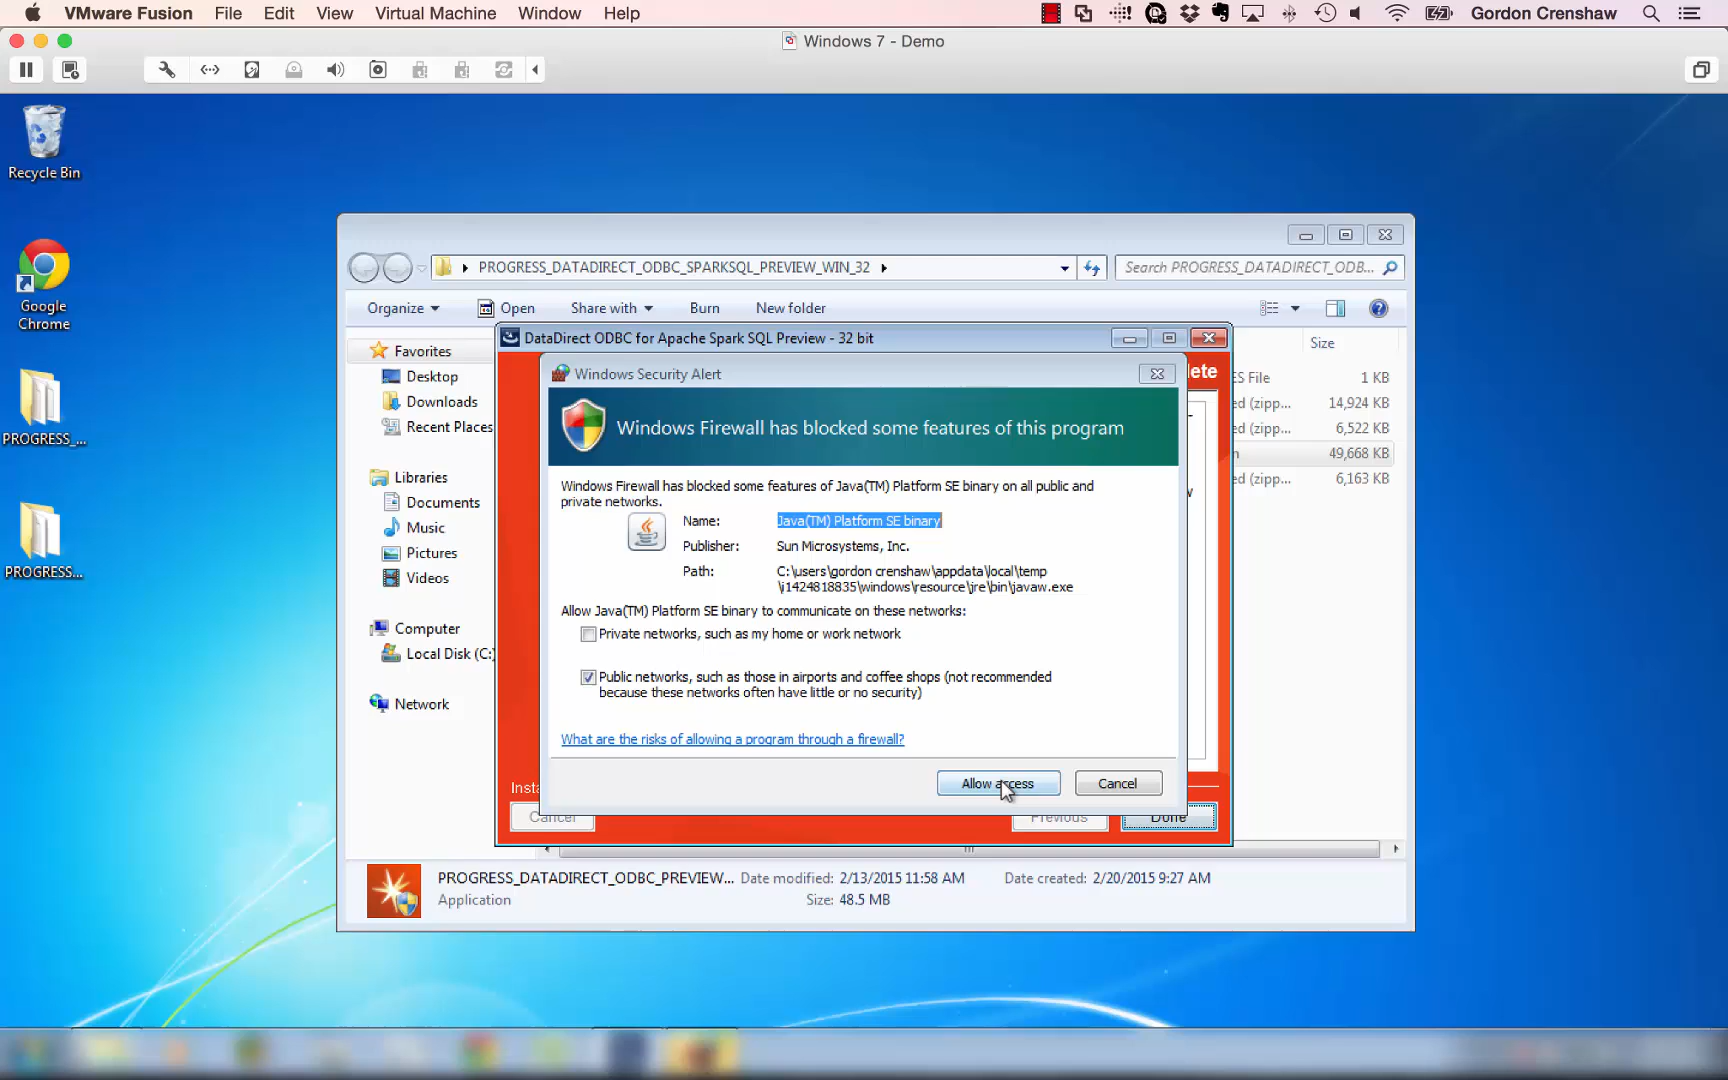 VMware Fusion File Edit View Virtual Machine Window Help Gordon Crenshaw
Windows 7 - Demo
Recycle Bin
Google
Chrome
PROGRESS_...
PROGRESS...
PROGRESS_DATADIRECT_ODBC_SPARKSQL_PREVIEW_WIN_32
Search PROGRESS_DATADIRECT_ODB...
Organize Open Share with Burn New folder
Favorites
Desktop
Downloads
Recent Places
Libraries
Documents
Music
Pictures
Videos
Computer
Local Disk (C:)
Network
Size
ES File 1 KB
ed (zipp... 14,924 KB
ed (zipp... 6,522 KB
n 49,668 KB
ed (zipp... 6,163 KB
DataDirect ODBC for Apache Spark SQL Preview - 32 bit
ete
Windows Security Alert
Windows Firewall has blocked some features of this program
Windows Firewall has blocked some features of Java(TM) Platform SE binary on all public and
private networks.
Name: Java(TM) Platform SE binary
Publisher: Sun Microsystems, Inc.
Path: C:\users\gordon crenshaw\appdata\local\temp
\i1424818835\windows\resource\jre\bin\javaw.exe
Allow Java(TM) Platform SE binary to communicate on these networks:
Private networks, such as my home or work network
Public networks, such as those in airports and coffee shops (not recommended
because these networks often have little or no security)
What are the risks of allowing a program through a firewall?
Allow access Cancel
Insta
Cancel Previous Done
PROGRESS_DATADIRECT_ODBC_PREVIEW... Date modified: 2/13/2015 11:58 AM Date created: 2/20/2015 9:27 AM
Application Size: 48.5 MB